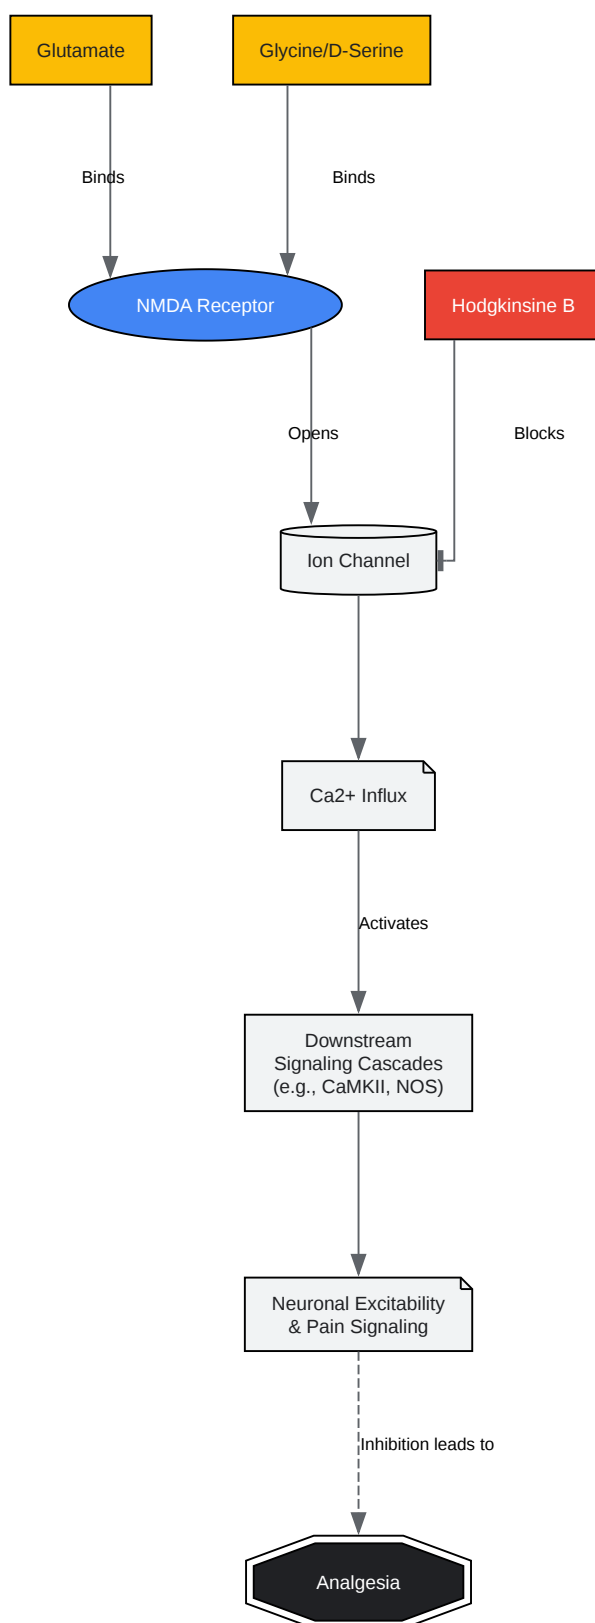 Glutamate
Glycine/D-Serine
Binds
Binds
NMDA Receptor
Hodgkinsine B
Opens
Blocks
Ion Channel
Ca2+ Influx
Activates
Downstream
Signaling Cascades
(e.g., CaMKII, NOS)
Neuronal Excitability
& Pain Signaling
Inhibition leads to
Analgesia